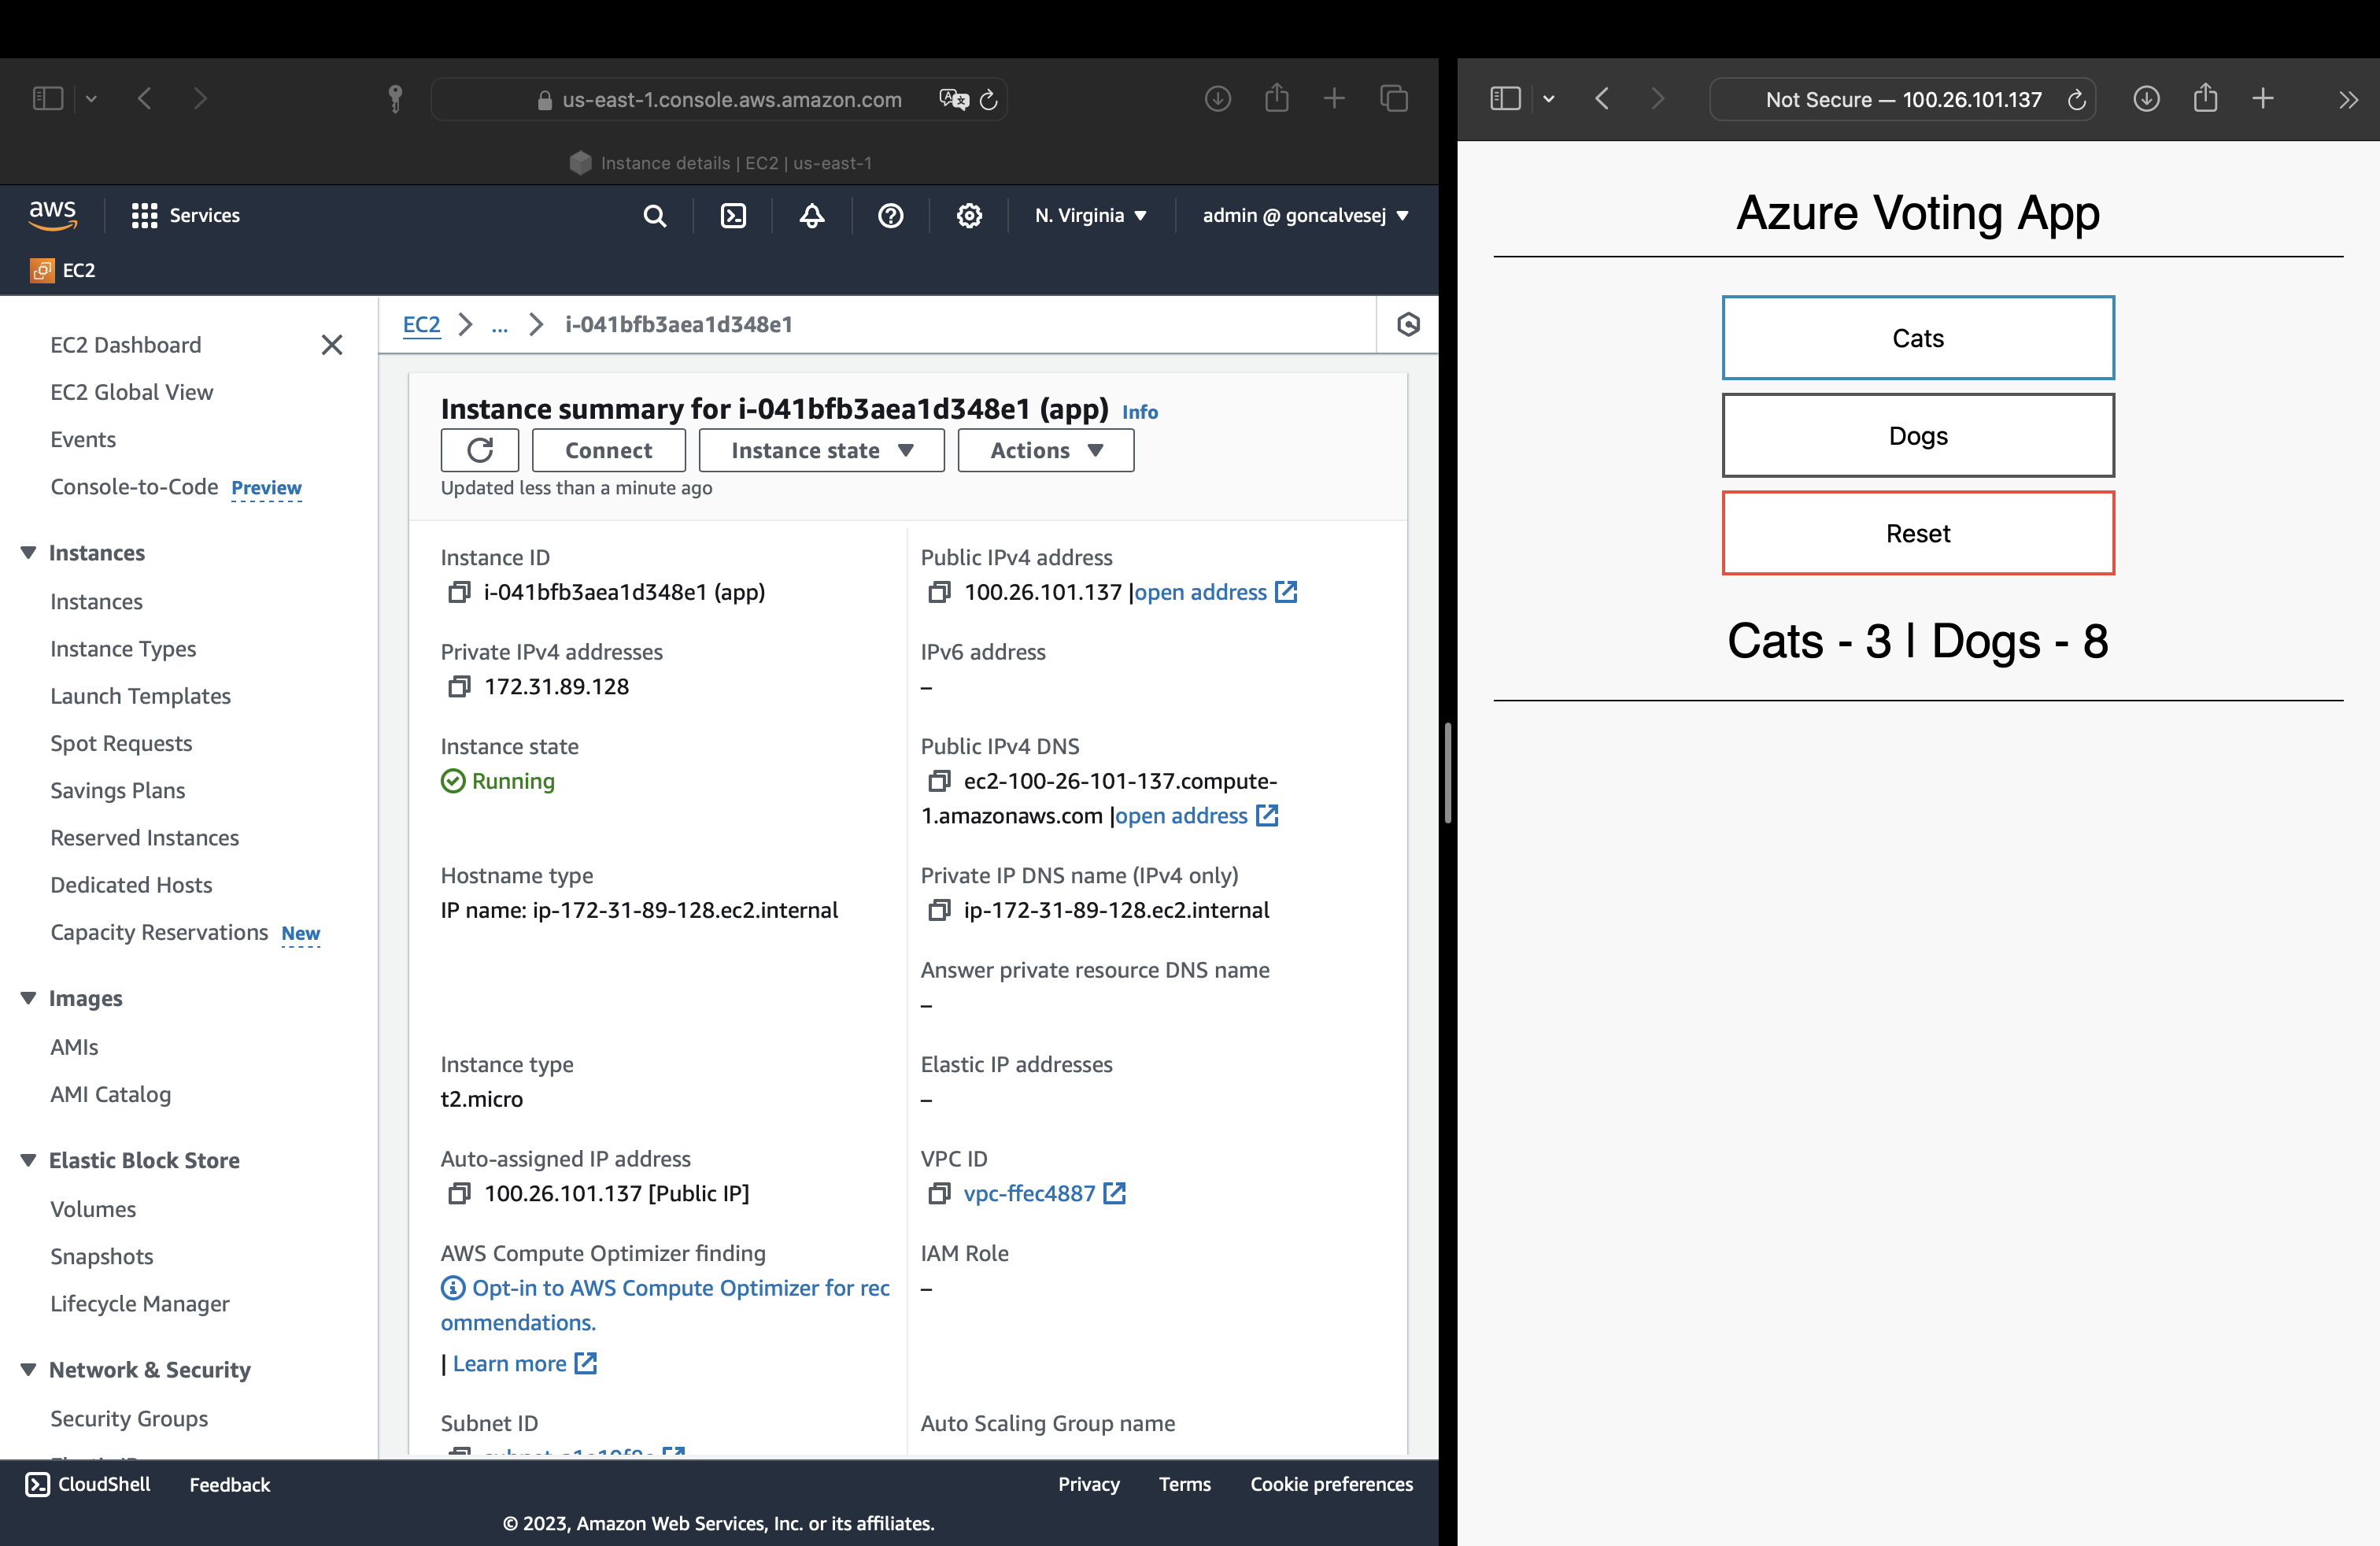 us-east-1.console.aws.amazon.com
Instance details | EC2 | us-east-1
aws
Services
N. Virginia
admin @ goncalvesej
EC2
EC2 Dashboard
EC2 Global View
Events
Console-to-Code Preview
Instances
Instances
Instance Types
Launch Templates
Spot Requests
Savings Plans
Reserved Instances
Dedicated Hosts
Capacity Reservations New
Images
AMIs
AMI Catalog
Elastic Block Store
Volumes
Snapshots
Lifecycle Manager
Network & Security
Security Groups
EC2 > ... > i-041bfb3aea1d348e1
Instance summary for i-041bfb3aea1d348e1 (app) Info
Connect
Instance state
Actions
Updated less than a minute ago
Instance ID
i-041bfb3aea1d348e1 (app)
Public IPv4 address
100.26.101.137 |open address
Private IPv4 addresses
172.31.89.128
IPv6 address
–
Instance state
Running
Public IPv4 DNS
ec2-100-26-101-137.compute-
1.amazonaws.com |open address
Hostname type
IP name: ip-172-31-89-128.ec2.internal
Private IP DNS name (IPv4 only)
ip-172-31-89-128.ec2.internal
Answer private resource DNS name
–
Instance type
t2.micro
Elastic IP addresses
–
Auto-assigned IP address
100.26.101.137 [Public IP]
VPC ID
vpc-ffec4887
AWS Compute Optimizer finding
Opt-in to AWS Compute Optimizer for rec
ommendations.
| Learn more
IAM Role
–
Subnet ID
Auto Scaling Group name
CloudShell
Feedback
Privacy
Terms
Cookie preferences
© 2023, Amazon Web Services, Inc. or its affiliates.
Not Secure — 100.26.101.137
Azure Voting App
Cats
Dogs
Reset
Cats - 3 | Dogs - 8